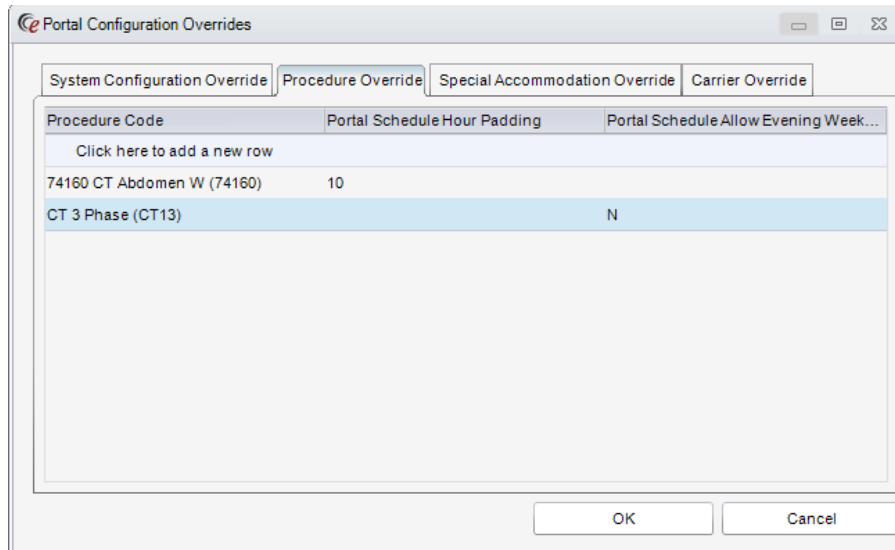 Portal Configuration Overrides
System Configuration Override Procedure Override Special Accommodation Override Carrier Override
Procedure Code Portal Schedule Hour Padding Portal Schedule Allow Evening Week...
Click here to add a new row
74160 CT Abdomen W (74160) 10
CT 3 Phase (CT13) N
OK Cancel